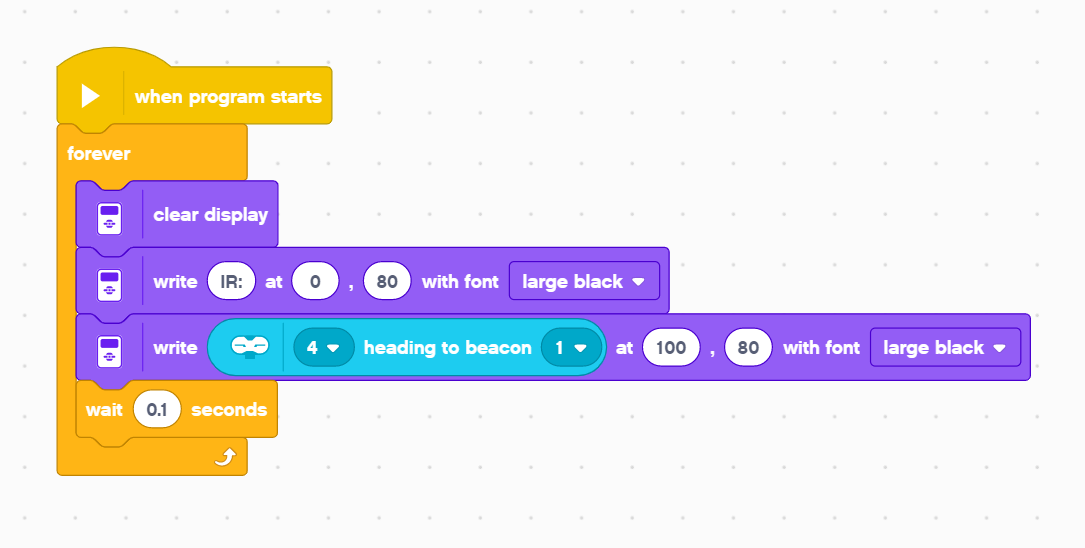 when program starts
forever
clear display
write IR: at 0 , 80 with font large black
write 4 heading to beacon 1 at 100 , 80 with font large black
wait 0.1 seconds